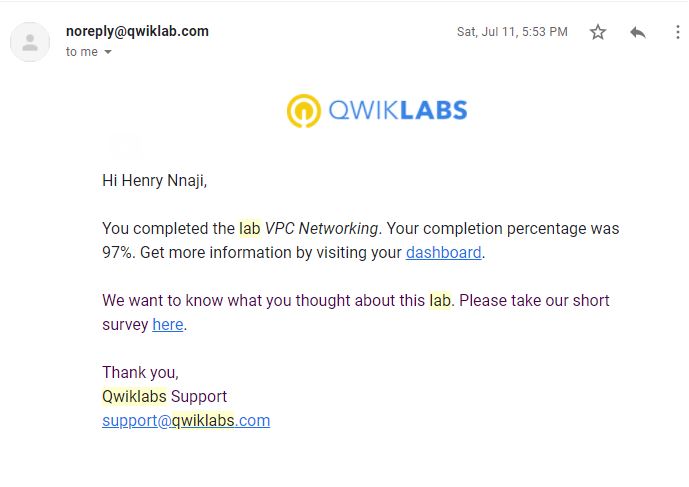 noreply@qwiklab.com
Sat, Jul 11, 5:53 PM
to me
QWIKLABS
Hi Henry Nnaji,
You completed the lab VPC Networking. Your completion percentage was
97%. Get more information by visiting your dashboard.
We want to know what you thought about this lab. Please take our short
survey here.
Thank you,
Qwiklabs Support
support@qwiklabs.com